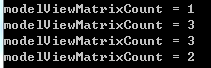 modelViewMatrixCount = 1
modelViewMatrixCount = 3
modelViewMatrixCount = 3
modelViewMatrixCount = 2